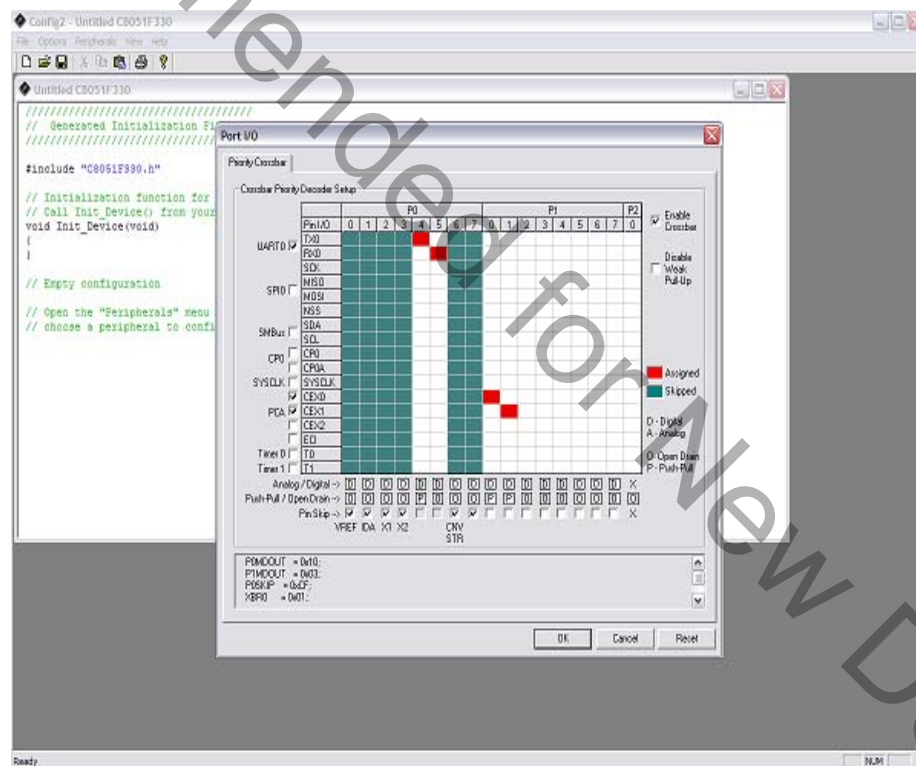 Config2 - Untitled C8051F330
File Options Peripherals View Help
Untitled C8051F330
//////////////////////////////////////
// Generated Initialization Fi
#include "C8051F330.h"
// Initialization function for
// Call Init_Device() from your
void Init_Device(void)
{
}
// Empty configuration
// Open the "Peripherals" menu
// choose a peripheral to confi
Port I/O
Priority Crossbar
Crossbar Priority Decoder Setup
P0 P1 P2
Pin I/O 0 1 2 3 4 5 6 7 0 1 2 3 4 5 6 7 0
UART0 TX0
RX0
SCK
SPI0 MISO
MOSI
NSS
SMBus SDA
SCL
CP0 CP0
CP0A
SYSCLK SYSCLK
CEX0
PCA CEX1
CEX2
ECI
Timer 0 T0
Timer 1 T1
Analog / Digital -> D D D D D D D D D D D D D D D D X
Push-Pull / Open Drain -> O O O O P O O O P P O O O O O O O
Pin Skip -> X
VREF IDA X1 X2 CNV
STR
Enable
Crossbar
Disable
Weak
Pull-Up
Assigned
Skipped
D - Digital
A - Analog
O - Open Drain
P - Push-Pull
P0MDOUT = 0x10;
P1MDOUT = 0x03;
P0SKIP = 0xCF;
XBR0 = 0x01;
OK Cancel Reset
Ready NUM
for New D